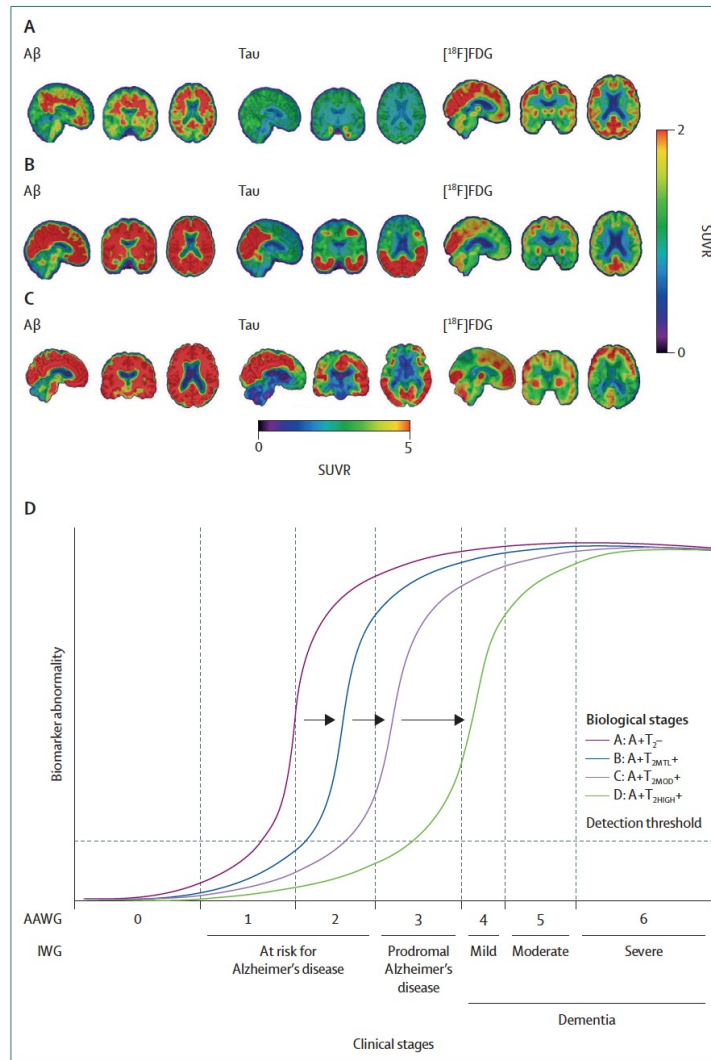 A
Aβ
Tau
[¹⁸F]FDG
2
B
Aβ
Tau
[¹⁸F]FDG
SUVR
C
Aβ
Tau
[¹⁸F]FDG
0
0
5
SUVR
D
Biomarker abnormality
Biological stages
A: A+T₂–
B: A+T₂MTL+
C: A+T₂MOD+
D: A+T₂HIGH+
Detection threshold
AAWG 0 1 2 3 4 5 6
IWG At risk for Prodromal Mild Moderate Severe
Alzheimer's disease Alzheimer's
disease
Dementia
Clinical stages